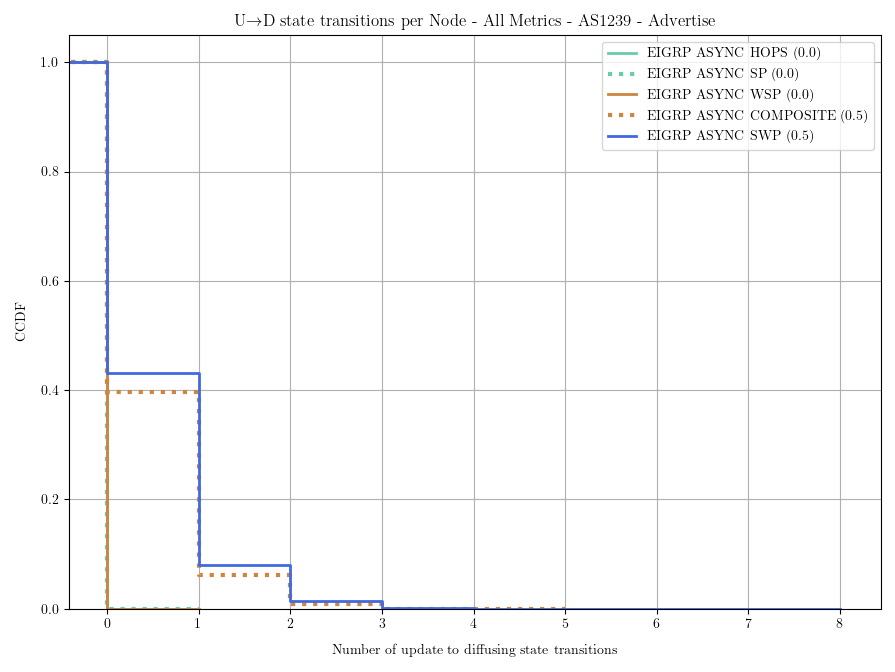 U→D state transitions per Node - All Metrics - AS1239 - Advertise
EIGRP ASYNC HOPS (0.0)
EIGRP ASYNC SP (0.0)
EIGRP ASYNC WSP (0.0)
EIGRP ASYNC COMPOSITE (0.5)
EIGRP ASYNC SWP (0.5)
CCDF
1.0
0.8
0.6
0.4
0.2
0.0
0 1 2 3 4 5 6 7 8
Number of update to diffusing state transitions